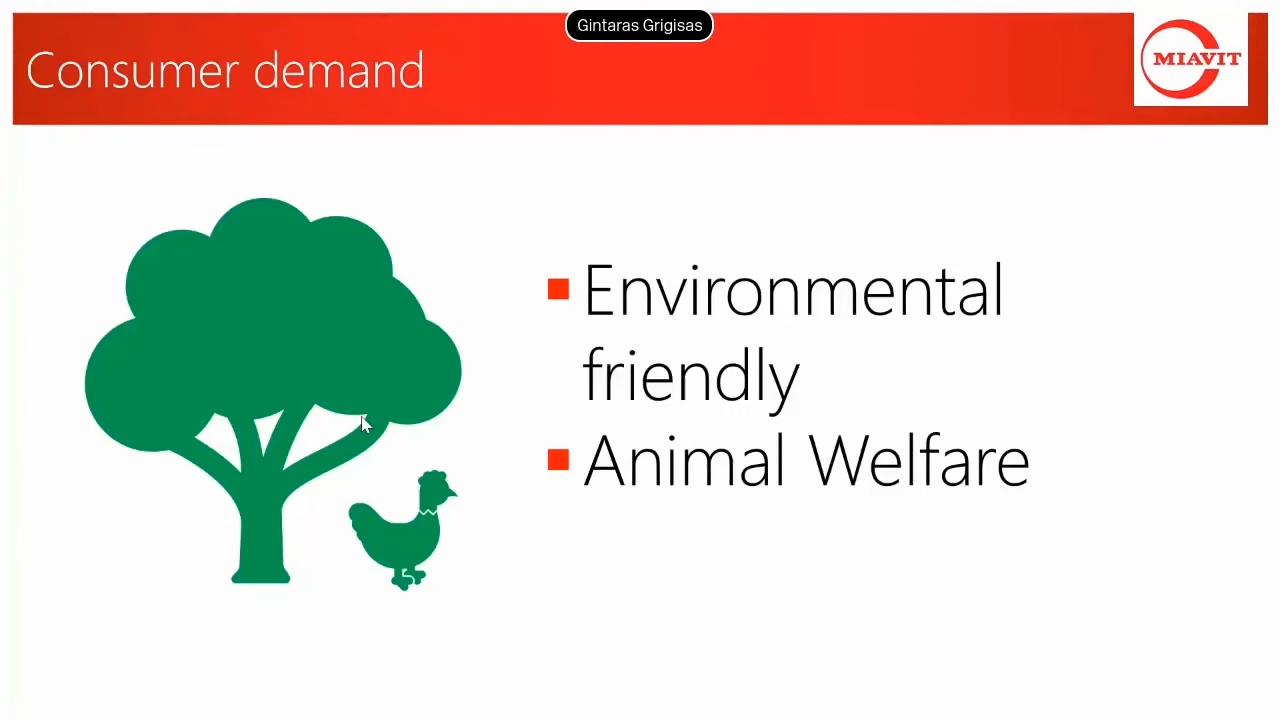 Gintaras Grigisas
Consumer demand
MIAVIT
Environmental
friendly
Animal Welfare